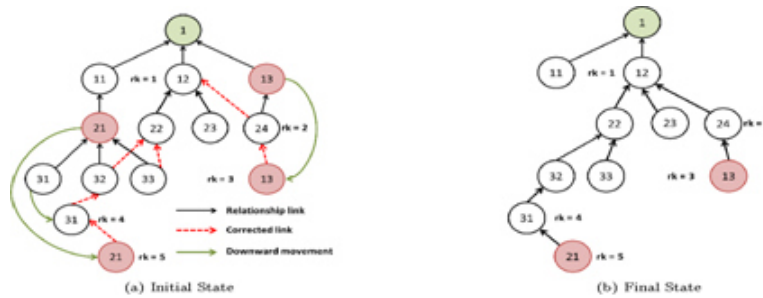 1
1
11
rk = 1
12
13
11
rk = 1
12
21
22
23
24
rk = 2
22
23
24
rk=
31
32
33
rk = 3
13
32
33
rk = 3
13
31
rk = 4
Relationship link
31
rk = 4
Corrected link
21
rk = 5
Downward movement
21
rk = 5
(a) Initial State
(b) Final State